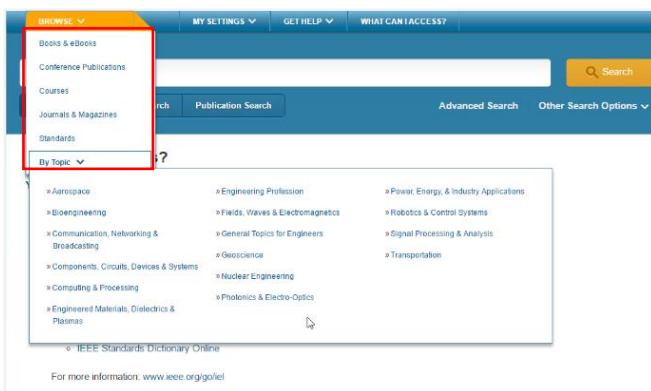 BROWSE MY SETTINGS GET HELP WHAT CAN I ACCESS?
Books & eBooks
Conference Publications
Search
Courses
Journals & Magazines
Publication Search Advanced Search Other Search Options
Standards
By Topic
s?
» Aerospace » Engineering Profession » Power, Energy, & Industry Applications
» Bioengineering » Fields, Waves & Electromagnetics » Robotics & Control Systems
» Communication, Networking & » General Topics for Engineers » Signal Processing & Analysis
Broadcasting » Geoscience » Transportation
» Components, Circuits, Devices & Systems
» Nuclear Engineering
» Computing & Processing
» Photonics & Electro-Optics
» Engineered Materials, Dielectrics &
Plasmas
IEEE Standards Dictionary Online
For more information: www.ieee.org/go/iel